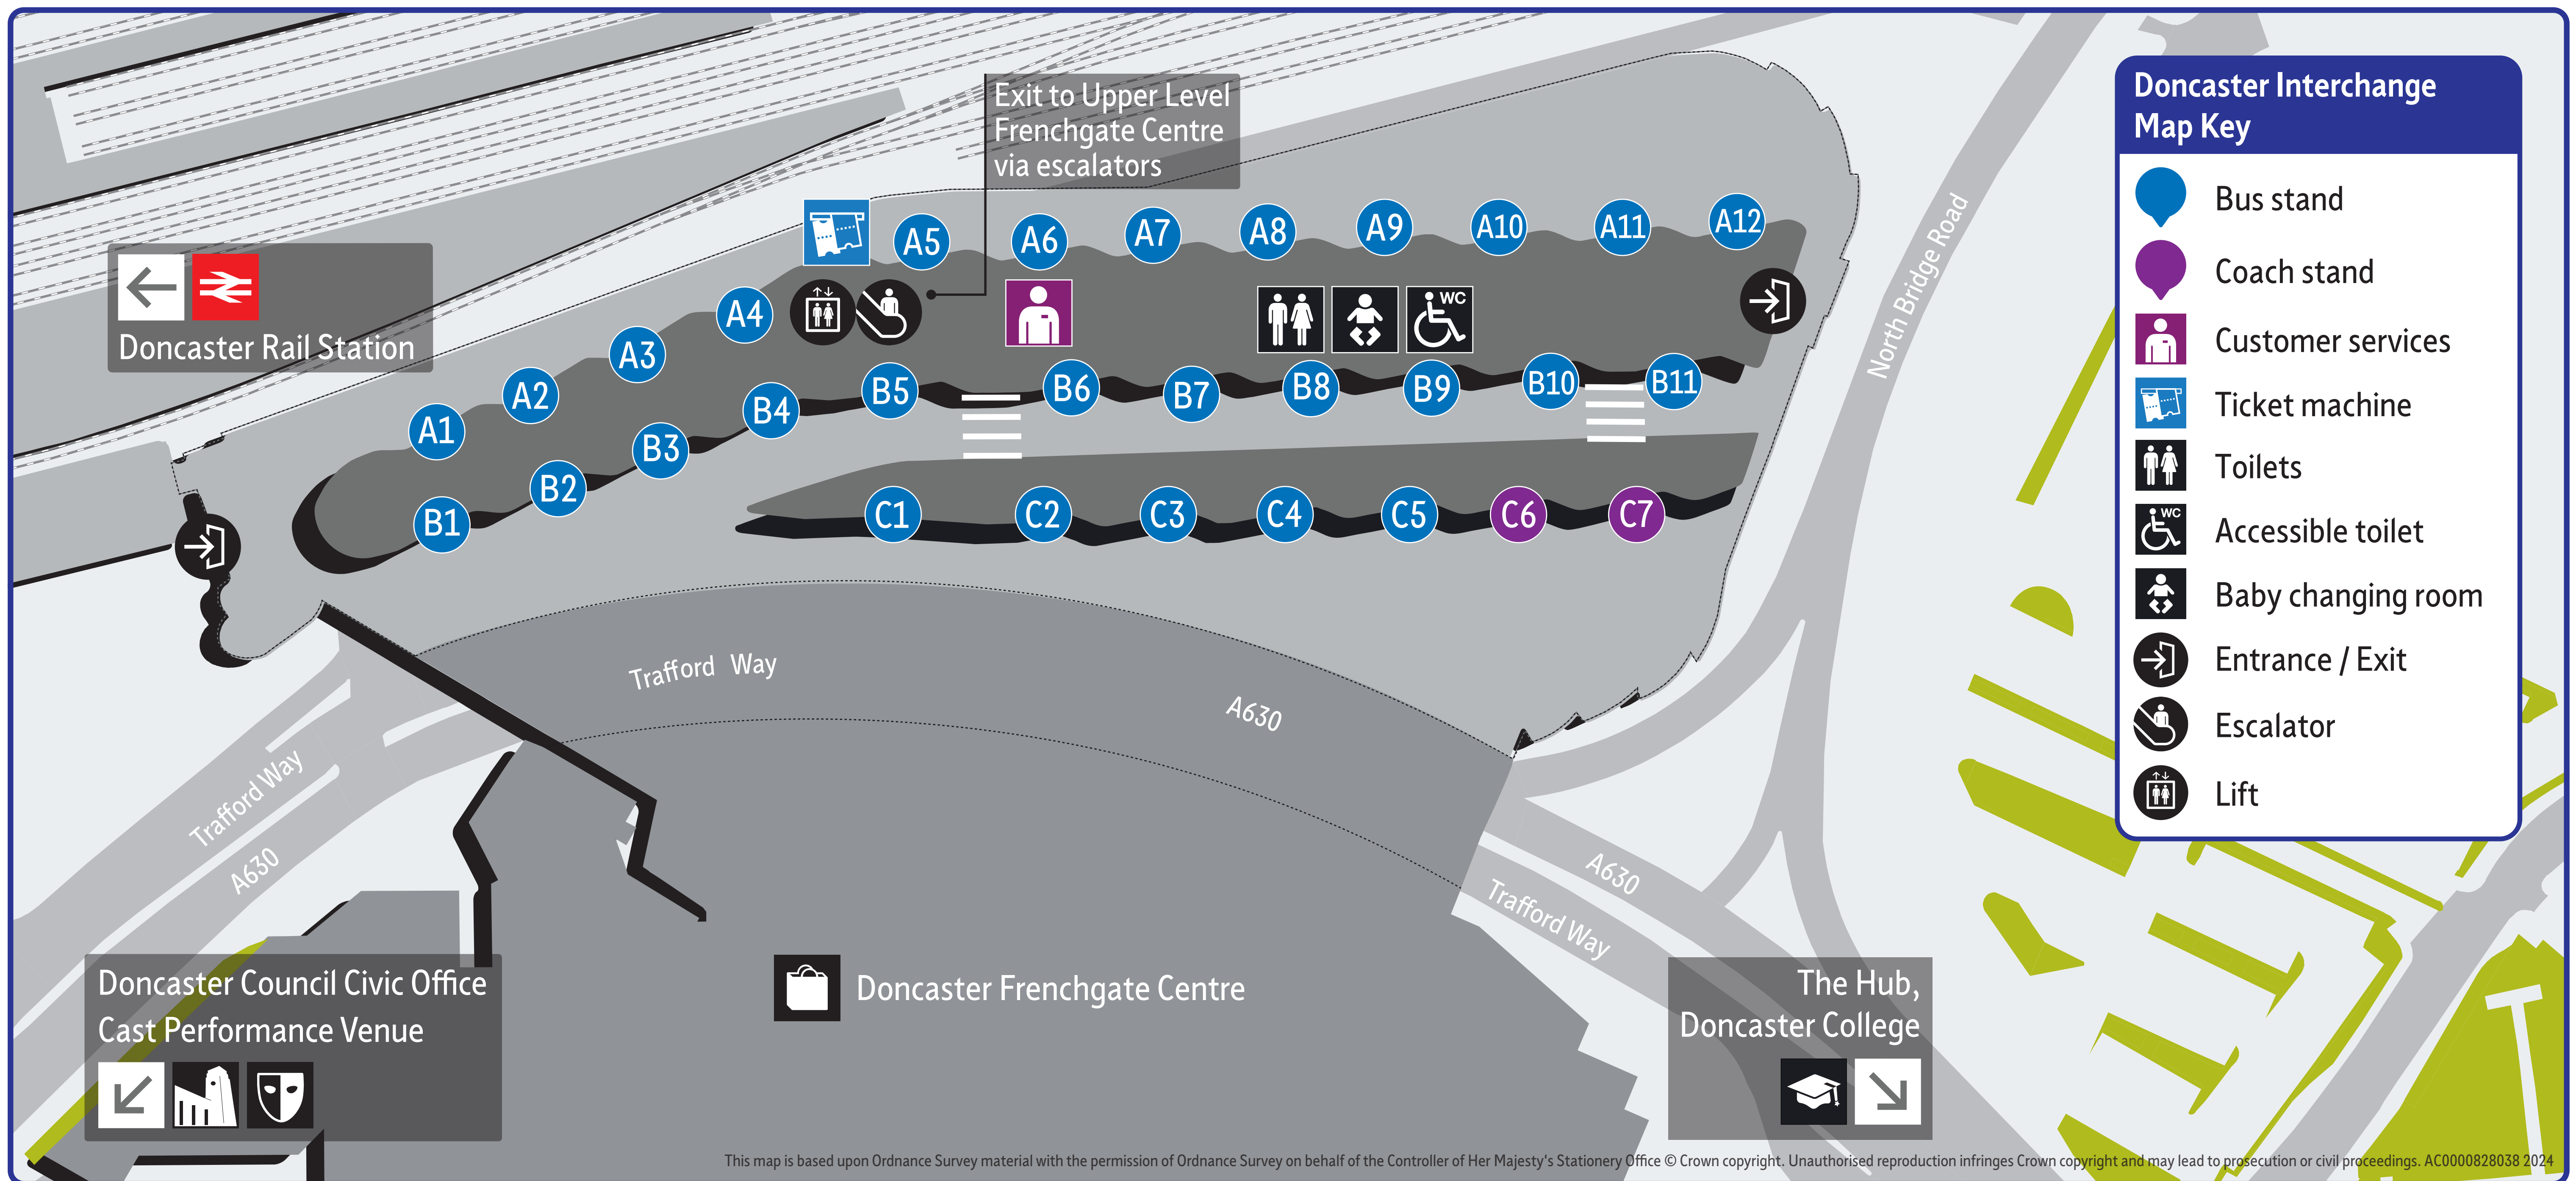 Exit to Upper Level
Frenchgate Centre
via escalators
Doncaster Rail Station
A1
A2
A3
A4
A5
A6
A7
A8
A9
A10
A11
A12
B1
B2
B3
B4
B5
B6
B7
B8
B9
B10
B11
C1
C2
C3
C4
C5
C6
C7
WC
North Bridge Road
Trafford Way
A630
Trafford Way
A630
A630
Trafford Way
Doncaster Council Civic Office
Cast Performance Venue
Doncaster Frenchgate Centre
The Hub,
Doncaster College
Doncaster Interchange
Map Key
Bus stand
Coach stand
Customer services
Ticket machine
Toilets
WC
Accessible toilet
Baby changing room
Entrance / Exit
Escalator
Lift
This map is based upon Ordnance Survey material with the permission of Ordnance Survey on behalf of the Controller of Her Majesty's Stationery Office © Crown copyright. Unauthorised reproduction infringes Crown copyright and may lead to prosecution or civil proceedings. AC0000828038 2024